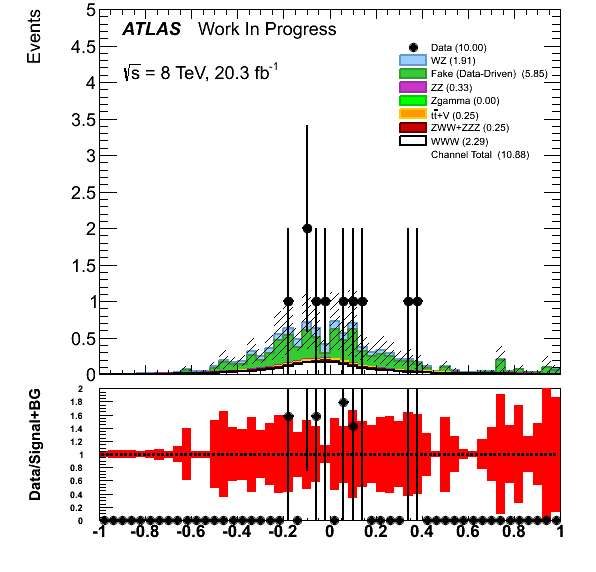 ATLAS Work In Progress
√s = 8 TeV, 20.3 fb-1
Events
5
4.5
4
3.5
3
2.5
2
1.5
1
0.5
0
Data (10.00)
WZ (1.91)
Fake (Data-Driven) (5.85)
ZZ (0.33)
Zgamma (0.00)
tt̄+V (0.25)
ZWW+ZZZ (0.25)
WWW (2.29)
Channel Total (10.88)
Data/Signal+BG
2
1.8
1.6
1.4
1.2
1
0.8
0.6
0.4
0.2
0
-1 -0.8 -0.6 -0.4 -0.2 0 0.2 0.4 0.6 0.8 1